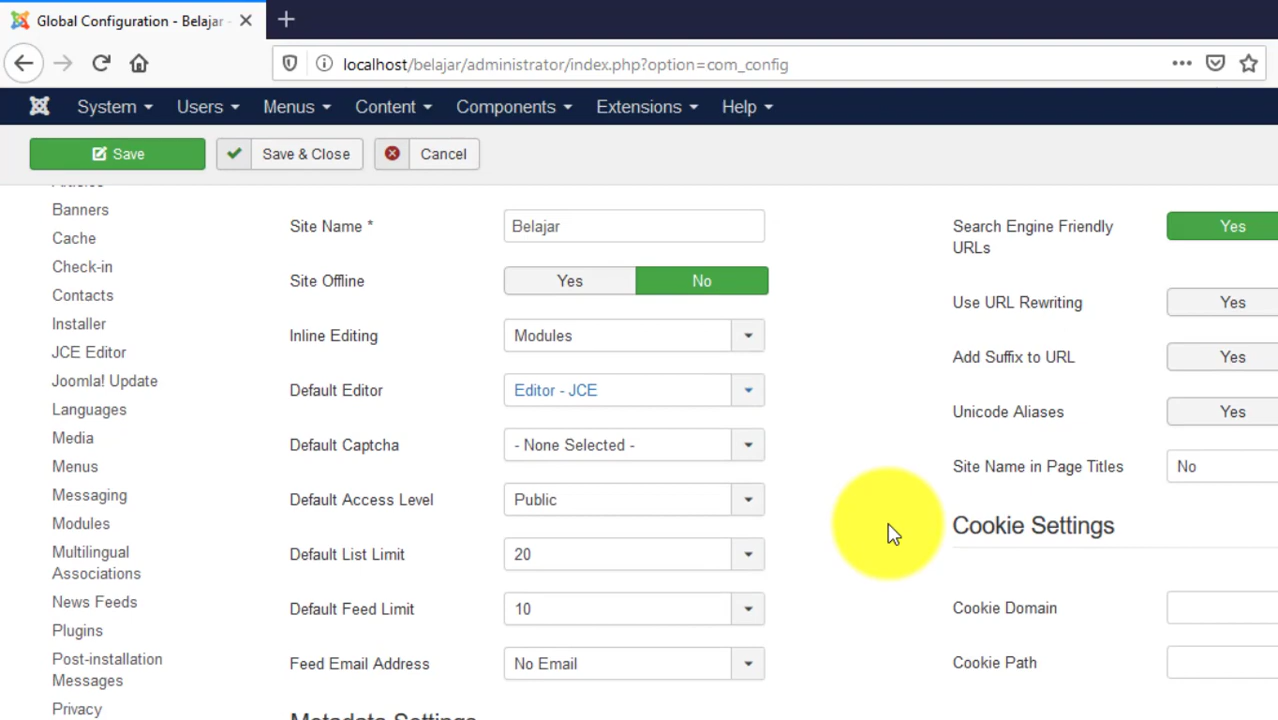 Global Configuration - Belajar -
localhost/belajar/administrator/index.php?option=com_config
System Users Menus Content Components Extensions Help
Save Save & Close Cancel
Articles
Banners
Cache
Check-in
Contacts
Installer
JCE Editor
Joomla! Update
Languages
Media
Menus
Messaging
Modules
Multilingual
Associations
News Feeds
Plugins
Post-installation
Messages
Privacy
Site Name * Belajar
Site Offline Yes No
Inline Editing Modules
Default Editor Editor - JCE
Default Captcha - None Selected -
Default Access Level Public
Default List Limit 20
Default Feed Limit 10
Feed Email Address No Email
Metadata Settings
Search Engine Friendly Yes
URLs
Use URL Rewriting Yes
Add Suffix to URL Yes
Unicode Aliases Yes
Site Name in Page Titles No
Cookie Settings
Cookie Domain
Cookie Path